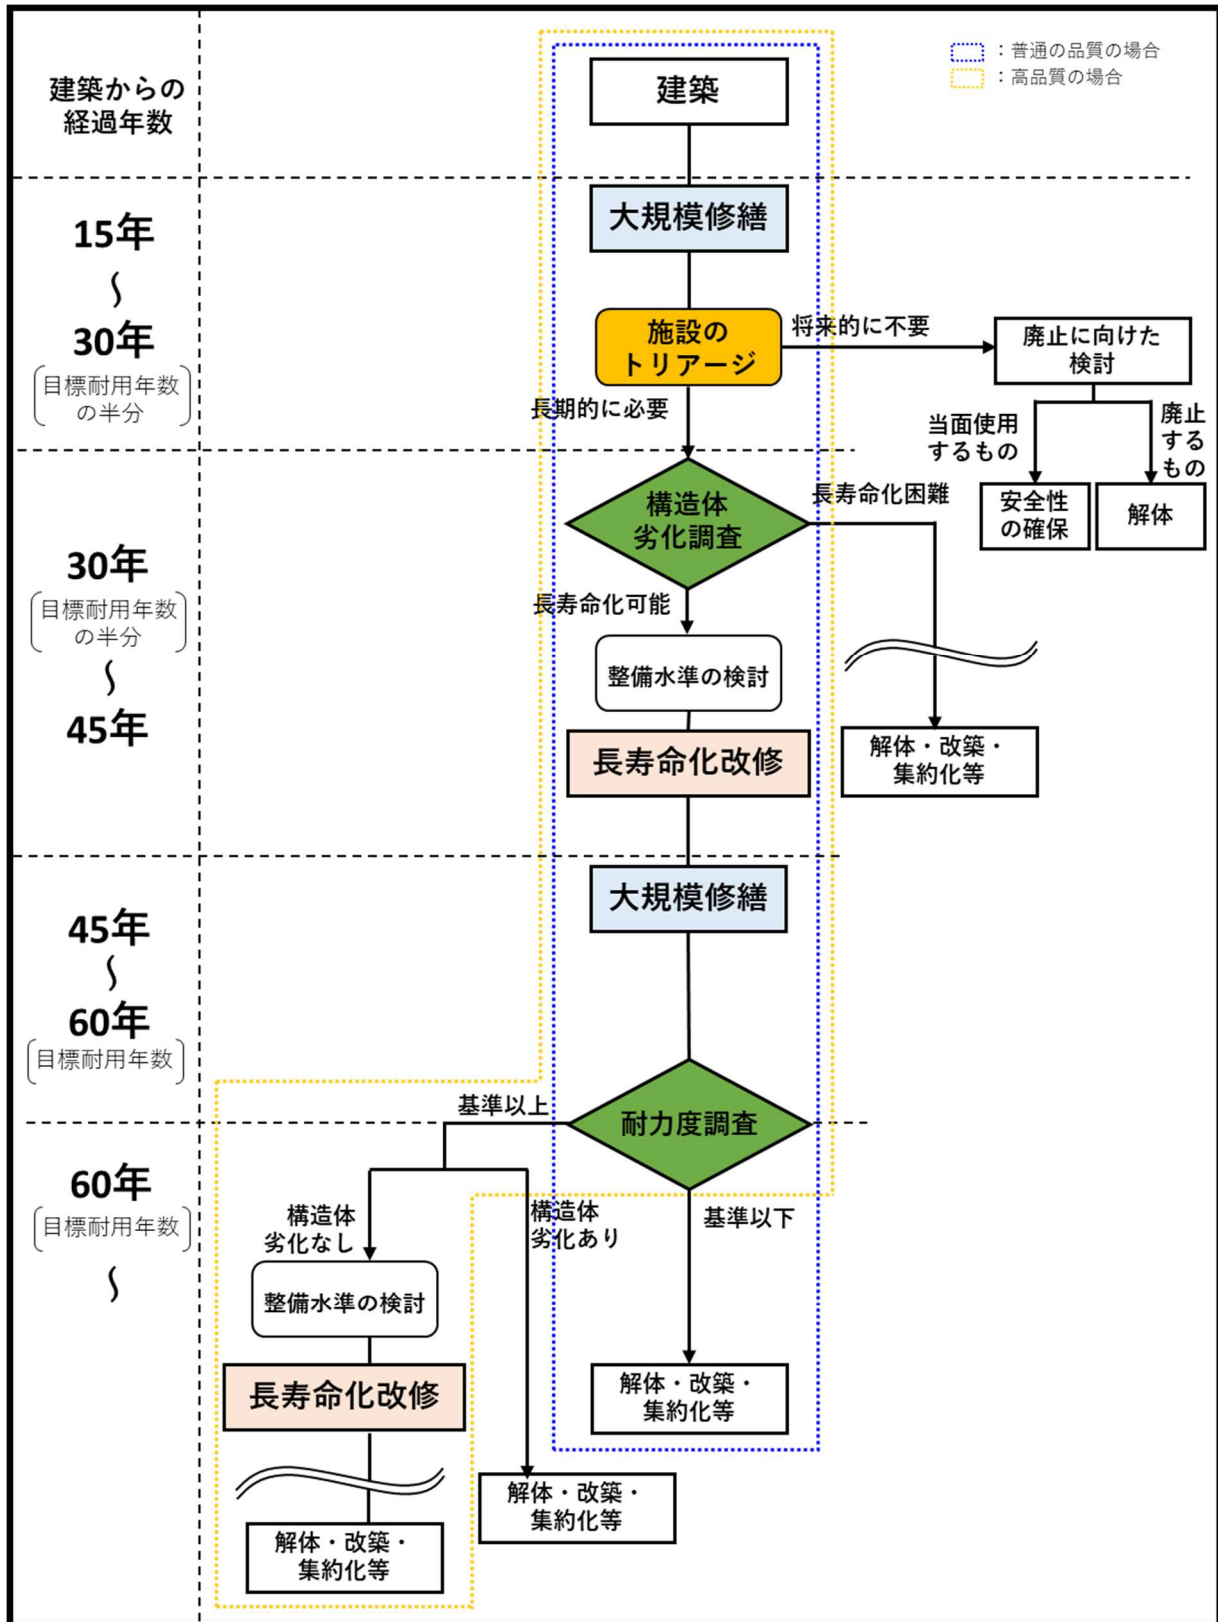 ：普通の品質の場合
：高品質の場合
建築からの
経過年数
建築
15年
〜
30年
目標耐用年数
の半分
大規模修繕
施設の
トリアージ
将来的に不要
廃止に向けた
検討
長期的に必要
当面使用
するもの
廃止
する
もの
安全性
の確保
解体
30年
目標耐用年数
の半分
〜
45年
構造体
劣化調査
長寿命化困難
長寿命化可能
整備水準の検討
長寿命化改修
解体・改築・
集約化等
45年
〜
60年
目標耐用年数
大規模修繕
耐力度調査
基準以上
60年
目標耐用年数
〜
構造体
劣化なし
構造体
劣化あり
基準以下
整備水準の検討
長寿命化改修
解体・改築・
集約化等
解体・改築・
集約化等
解体・改築・
集約化等